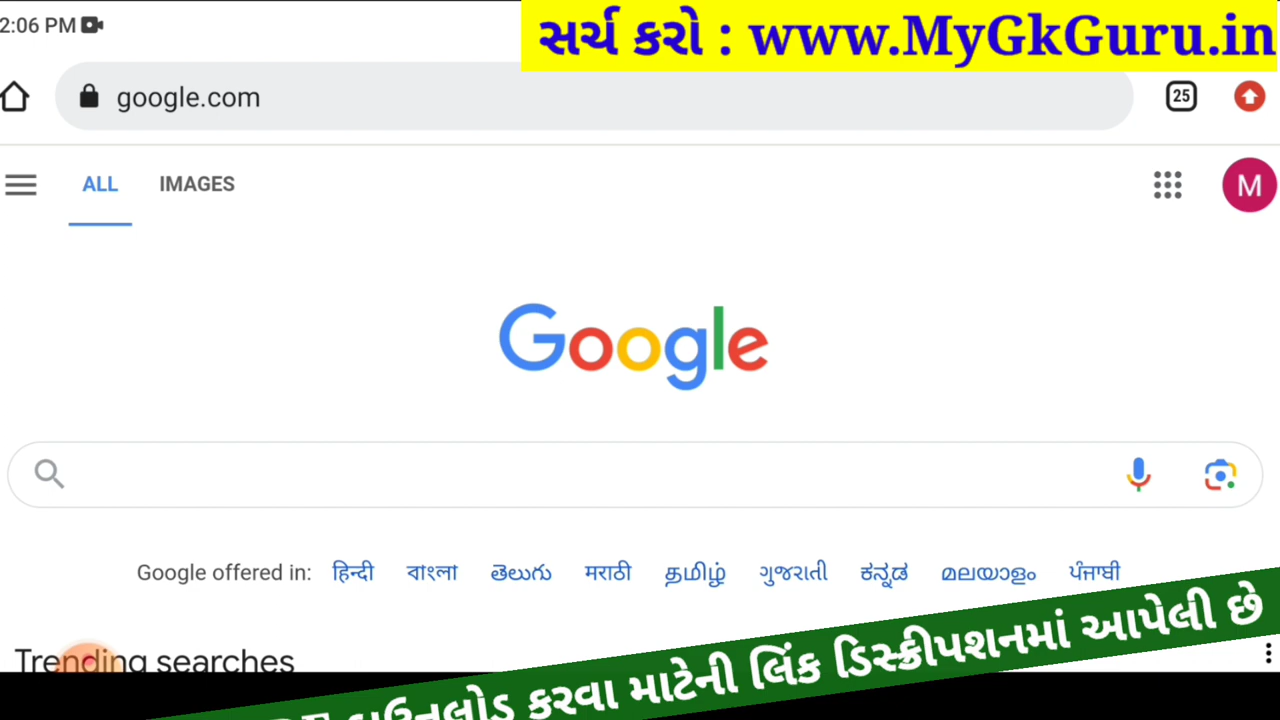 2:06 PM
સર્ચ કરો : www.MyGkGuru.in
google.com
25
ALL IMAGES
M
Google
Google offered in: हिन्दी বাংলা తెలుగు मराठी தமிழ் ગુજરાતી ಕನ್ನಡ മലയാളം ਪੰਜਾਬੀ
Trending searches
ડાઉનલોડ કરવા માટેની લિંક ડિસ્ક્રીપશનમાં આપેલી છે